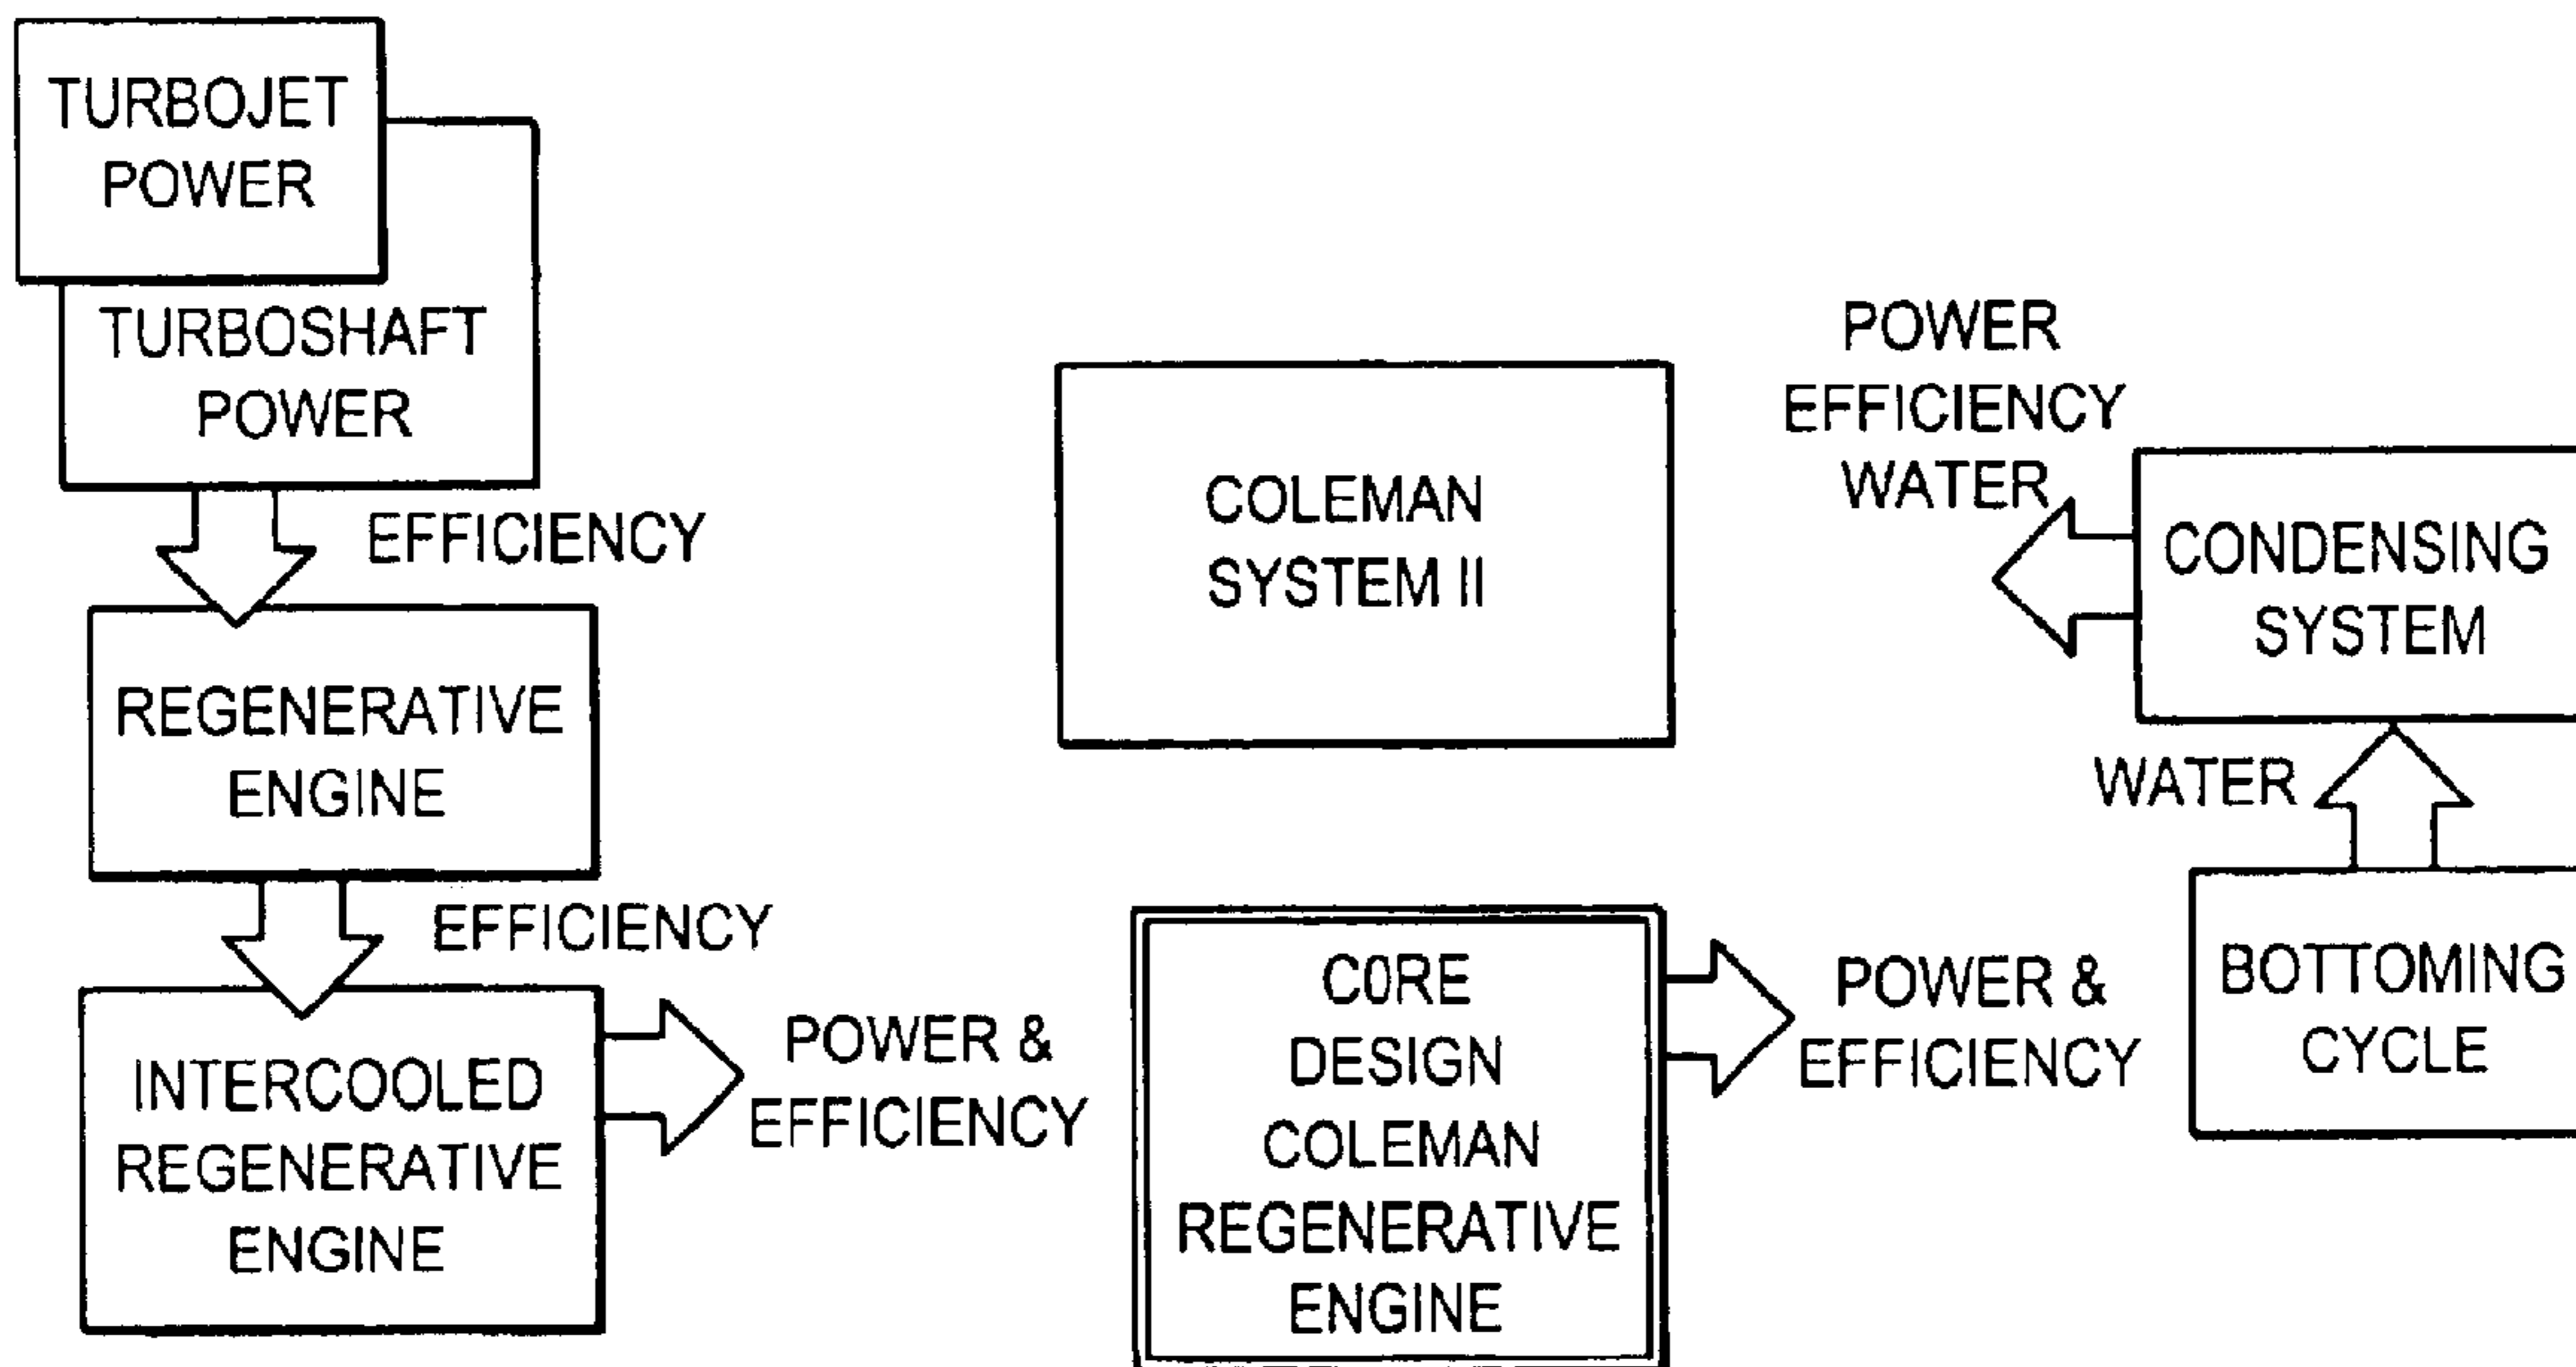 TURBOJET
POWER
TURBOSHAFT
POWER
EFFICIENCY
REGENERATIVE
ENGINE
EFFICIENCY
INTERCOOLED
REGENERATIVE
ENGINE
POWER &
EFFICIENCY
COLEMAN
SYSTEM II
C0RE
DESIGN
COLEMAN
REGENERATIVE
ENGINE
POWER &
EFFICIENCY
BOTTOMING
CYCLE
WATER
CONDENSING
SYSTEM
POWER
EFFICIENCY
WATER